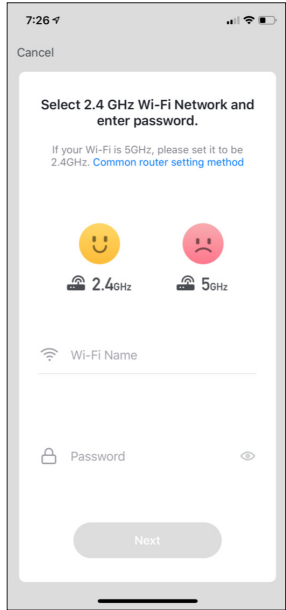 7:26
Cancel
Select 2.4 GHz Wi-Fi Network and
enter password.
If your Wi-Fi is 5GHz, please set it to be
2.4GHz. Common router setting method
2.4GHz 5GHz
Wi-Fi Name
Password
Next